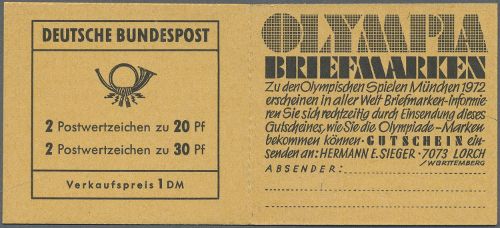 DEUTSCHE BUNDESPOST
2 Postwertzeichen zu 20 Pf
2 Postwertzeichen zu 30 Pf
Verkaufspreis 1 DM
OLYMPIA
BRIEFMARKEN
Zu den Olympischen Spielen München 1972
erscheinen in aller Welt Briefmarken-Informie
ren Sie sich rechtzeitig durch Einsendung dieses
Gutscheines, wie Sie die Olympiade-Marken
bekommen können · GUTSCHEIN ein-
senden an: HERMANN E. SIEGER · 7073 LORCH
/WÜRTTEMBERG
ABSENDER: